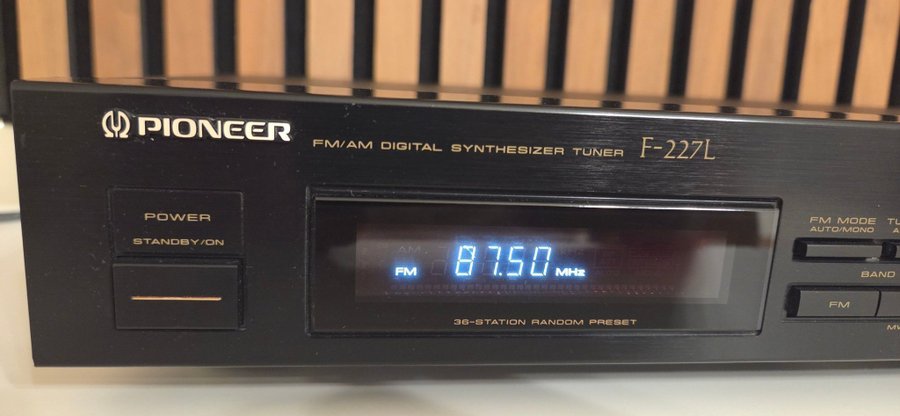 PIONEER
FM/AM DIGITAL SYNTHESIZER TUNER F-227L
POWER
STANDBY/ON
AM
FM 87.50 MHz
36-STATION RANDOM PRESET
FM MODE
AUTO/MONO
BAND
FM